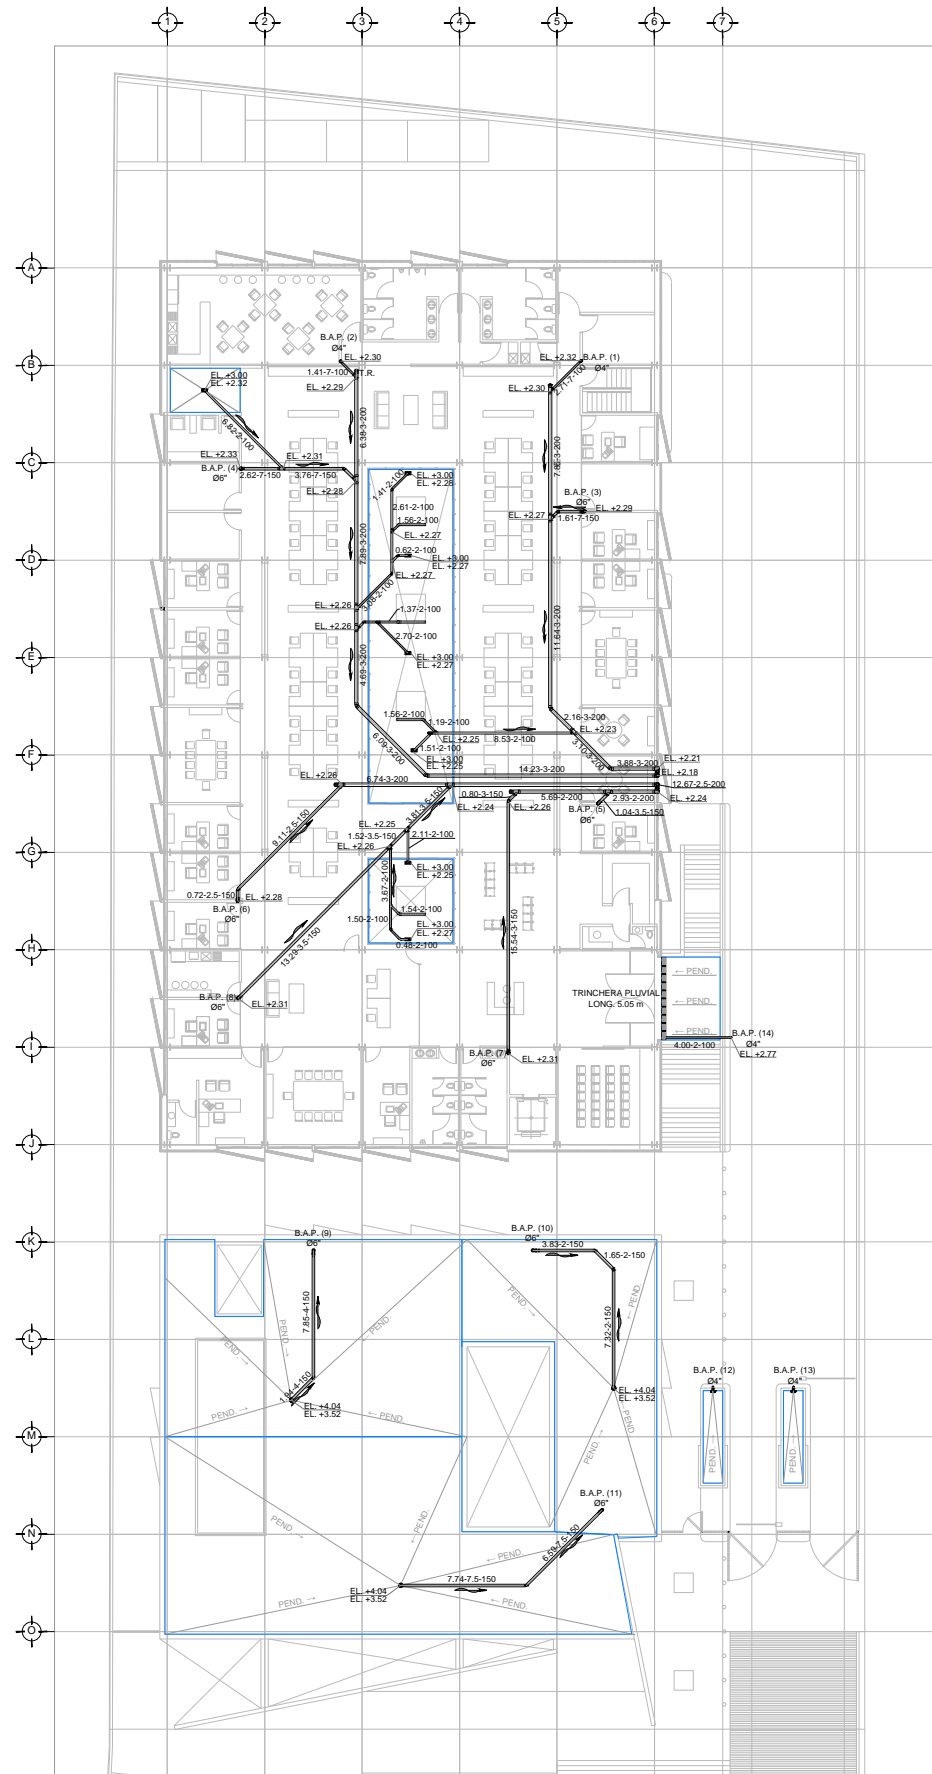 1 2 3 4 5 6 7
A
B.A.P. (2)
Ø4"
EL. +2.30
EL. +2.32
B.A.P. (1)
Ø4"
B
1.41-7-100
T.R.
EL. +2.29
EL. +2.30
2.71-7-100
EL. +3.00
EL. +2.32
6.82-2-100
6.38-3-200
7.86-3-200
C
EL. +2.33
EL. +2.31
B.A.P. (4)
Ø6"
2.62-7-150
3.76-7-150
EL. +2.28
1.41-2-100
EL. +3.00
EL. +2.28
B.A.P. (3)
Ø6"
2.61-2-100
EL. +2.29
EL. +2.27
1.61-7-150
1.56-2-100
EL. +2.27
7.89-3-200
D
0.62-2-100
EL. +3.00
EL. +2.27
EL. +2.27
3.08-2-100
EL. +2.26
1.37-2-100
EL. +2.26
11.64-3-200
2.70-2-100
E
EL. +3.00
EL. +2.27
4.69-3-200
1.56-2-100
2.16-3-200
1.19-2-100
EL. +2.23
EL. +2.25
8.53-2-100
6.09-3-200
1.51-2-100
3.10-3-200
F
EL. +3.00
EL. +2.25
3.88-3-200
EL. +2.21
14.23-3-200
EL. +2.18
EL. +2.26
6.74-3-200
12.67-2.5-200
0.80-3-150
5.69-2-200
2.93-2-200
EL. +2.24
EL. +2.24
EL. +2.26
B.A.P. (5)
Ø6"
1.04-3.5-150
3.81-3.5-150
EL. +2.25
1.52-3.5-150
2.11-2-100
EL. +2.26
9.11-2.5-150
G
EL. +3.00
EL. +2.25
3.67-2-100
0.72-2.5-150
EL. +2.28
B.A.P. (6)
Ø6"
1.54-2-100
1.50-2-100
EL. +3.00
EL. +2.27
0.48-2-100
13.29-3.5-150
15.54-3-150
H
← PEND.
TRINCHERA PLUVIAL
LONG. 5.05 m
← PEND.
B.A.P. (8)
Ø6"
EL. +2.31
← PEND.
B.A.P. (14)
Ø4"
I
4.00-2-100
EL. +2.77
B.A.P. (7)
Ø6"
EL. +2.31
J
K
B.A.P. (9)
Ø6"
B.A.P. (10)
Ø6"
3.83-2-150
1.65-2-150
PEND. →
PEND. →
7.85-4-150
7.32-2-150
PEND. →
PEND. →
L
1.94-4-150
EL. +4.04
EL. +3.52
EL. +4.04
EL. +3.52
B.A.P. (12)
Ø4"
B.A.P. (13)
Ø4"
PEND. →
PEND. →
M
PEND. →
PEND. →
PEND. →
PEND. →
B.A.P. (11)
Ø6"
N
PEND. →
← PEND.
6.59-7.5-150
7.74-7.5-150
EL. +4.04
EL. +3.52
PEND. →
← PEND.
O